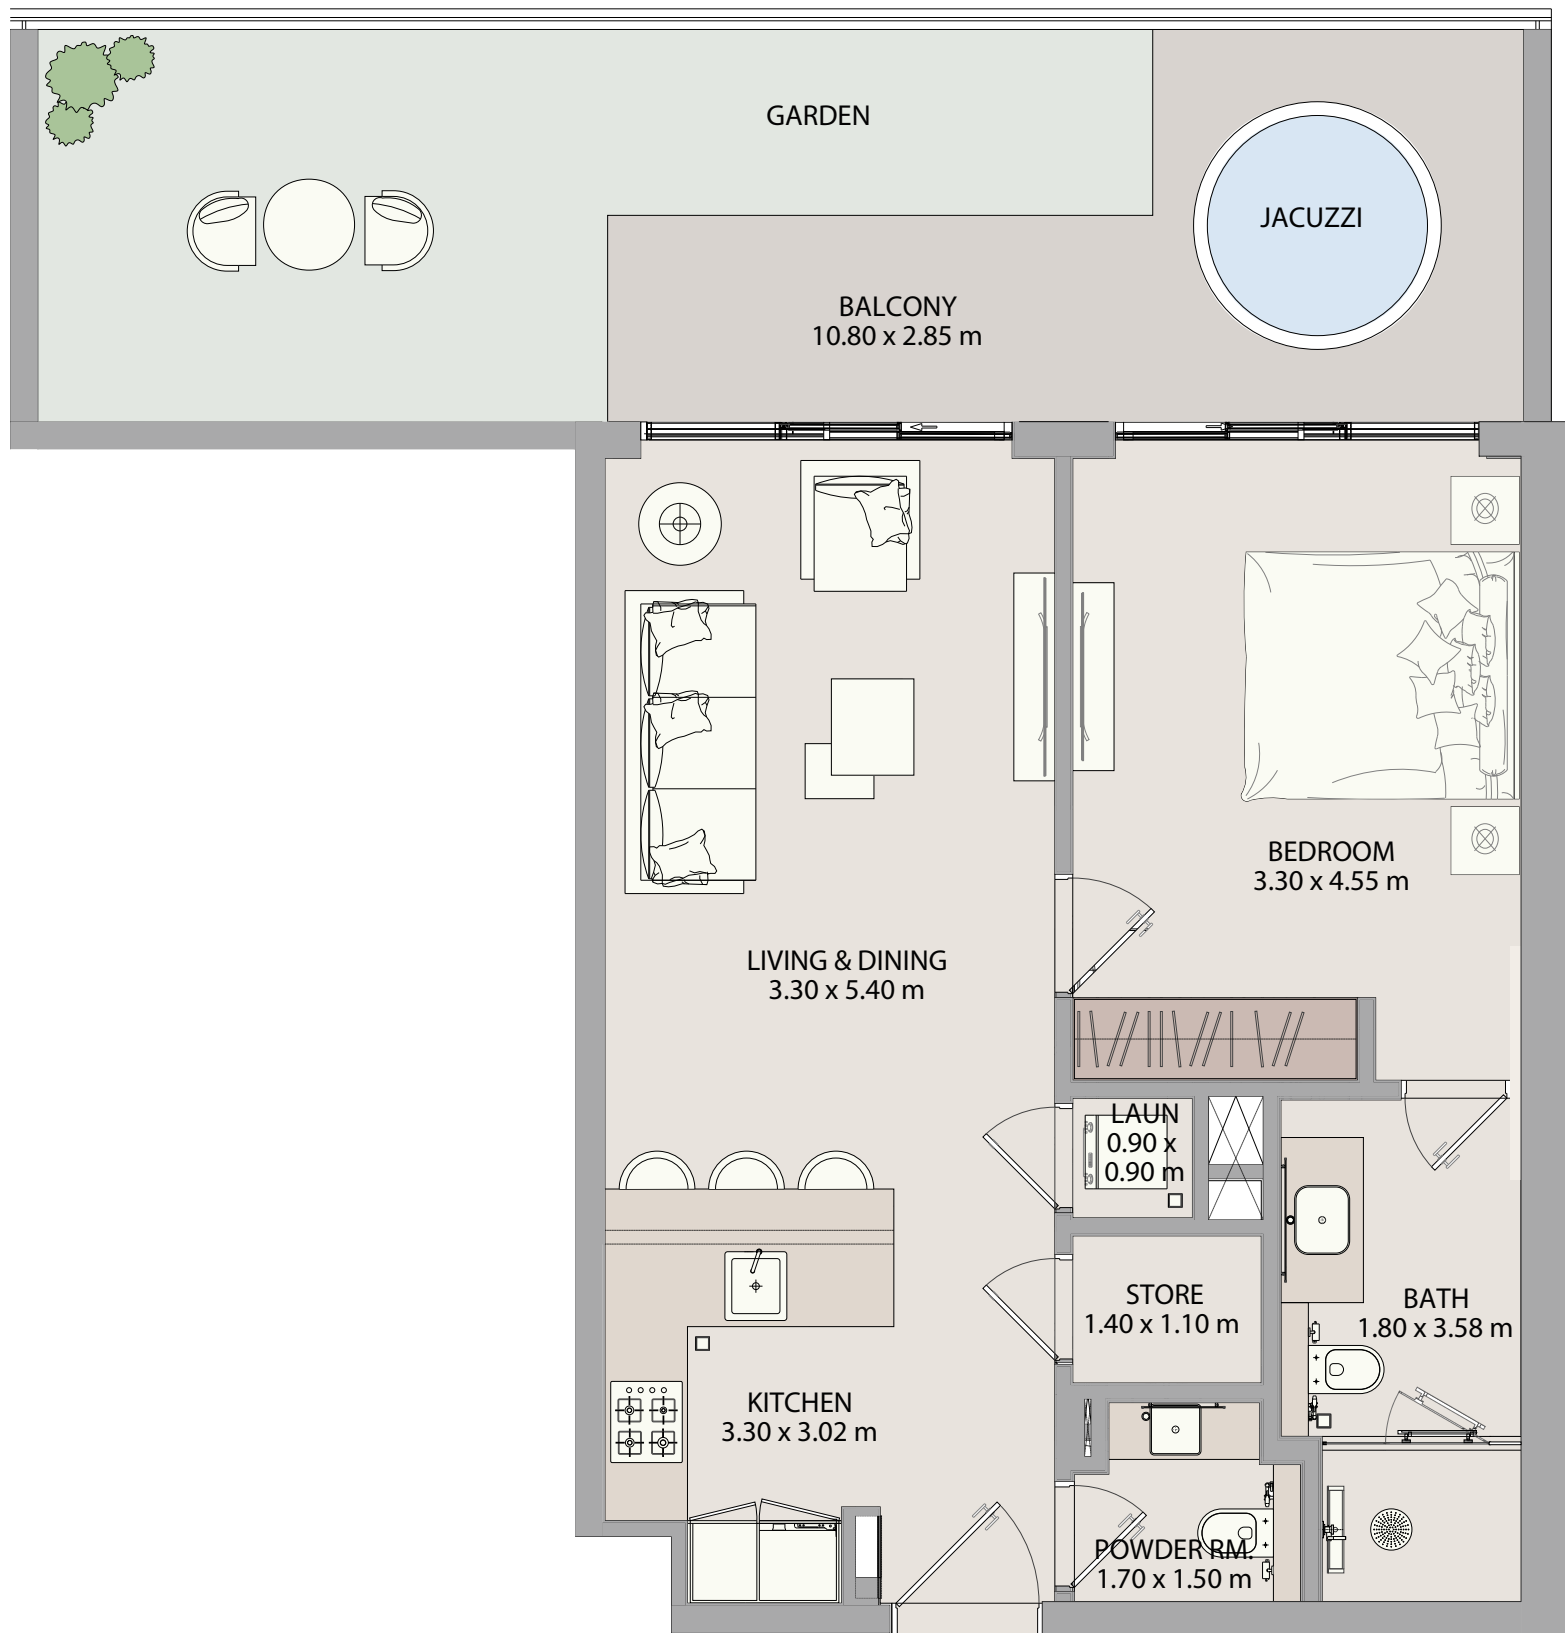 GARDEN
JACUZZI
BALCONY
10.80 x 2.85 m
BEDROOM
3.30 x 4.55 m
LIVING & DINING
3.30 x 5.40 m
LAUN
0.90 x
0.90 m
STORE
1.40 x 1.10 m
BATH
1.80 x 3.58 m
KITCHEN
3.30 x 3.02 m
POWDER RM.
1.70 x 1.50 m